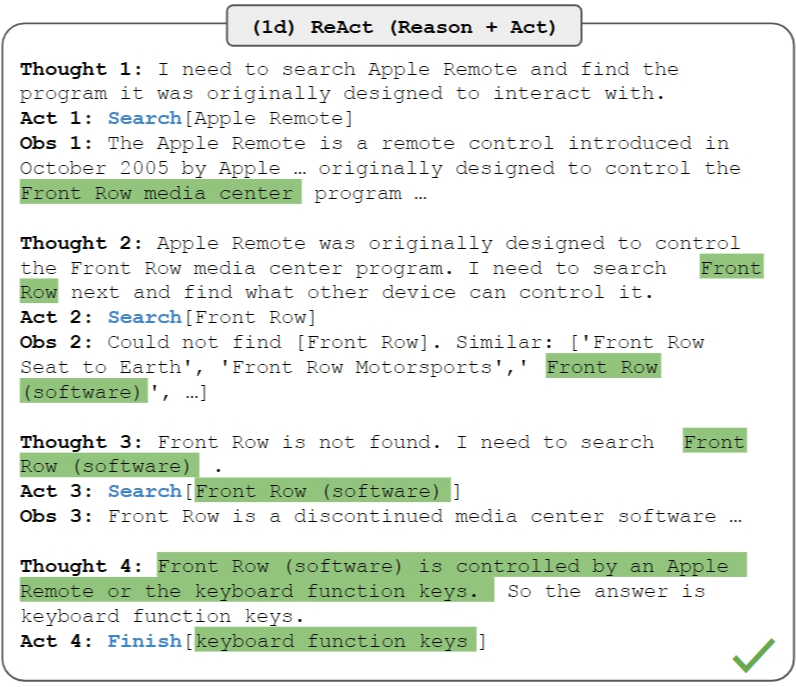 (1d) ReAct (Reason + Act)
Thought 1: I need to search Apple Remote and find the
program it was originally designed to interact with.
Act 1: Search[Apple Remote]
Obs 1: The Apple Remote is a remote control introduced in
October 2005 by Apple … originally designed to control the
Front Row media center program …
Thought 2: Apple Remote was originally designed to control
the Front Row media center program. I need to search Front
Row next and find what other device can control it.
Act 2: Search[Front Row]
Obs 2: Could not find [Front Row]. Similar: ['Front Row
Seat to Earth', 'Front Row Motorsports',' Front Row
(software)', …]
Thought 3: Front Row is not found. I need to search Front
Row (software) .
Act 3: Search[Front Row (software) ]
Obs 3: Front Row is a discontinued media center software …
Thought 4: Front Row (software) is controlled by an Apple
Remote or the keyboard function keys. So the answer is
keyboard function keys.
Act 4: Finish[keyboard function keys ]